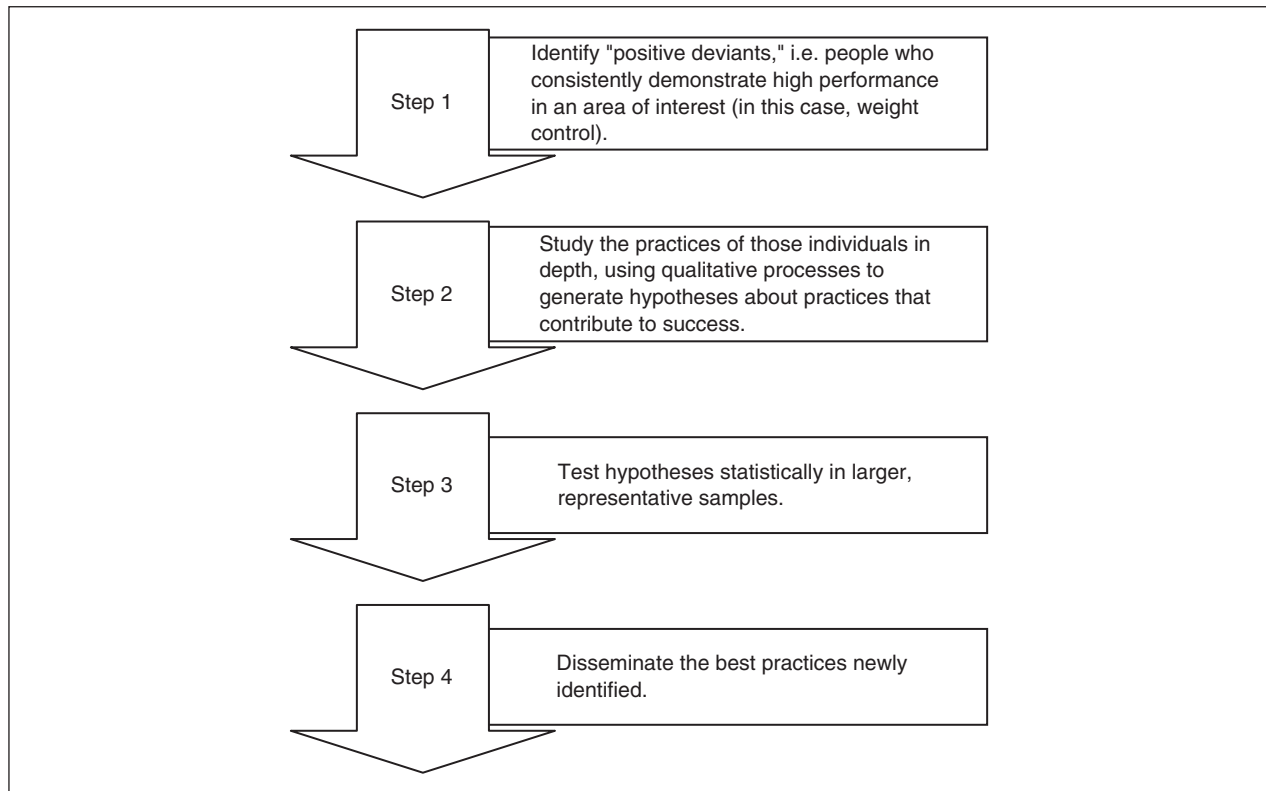 Step 1
Identify "positive deviants," i.e. people who
consistently demonstrate high performance
in an area of interest (in this case, weight
control).
Step 2
Study the practices of those individuals in
depth, using qualitative processes to
generate hypotheses about practices that
contribute to success.
Step 3
Test hypotheses statistically in larger,
representative samples.
Step 4
Disseminate the best practices newly
identified.